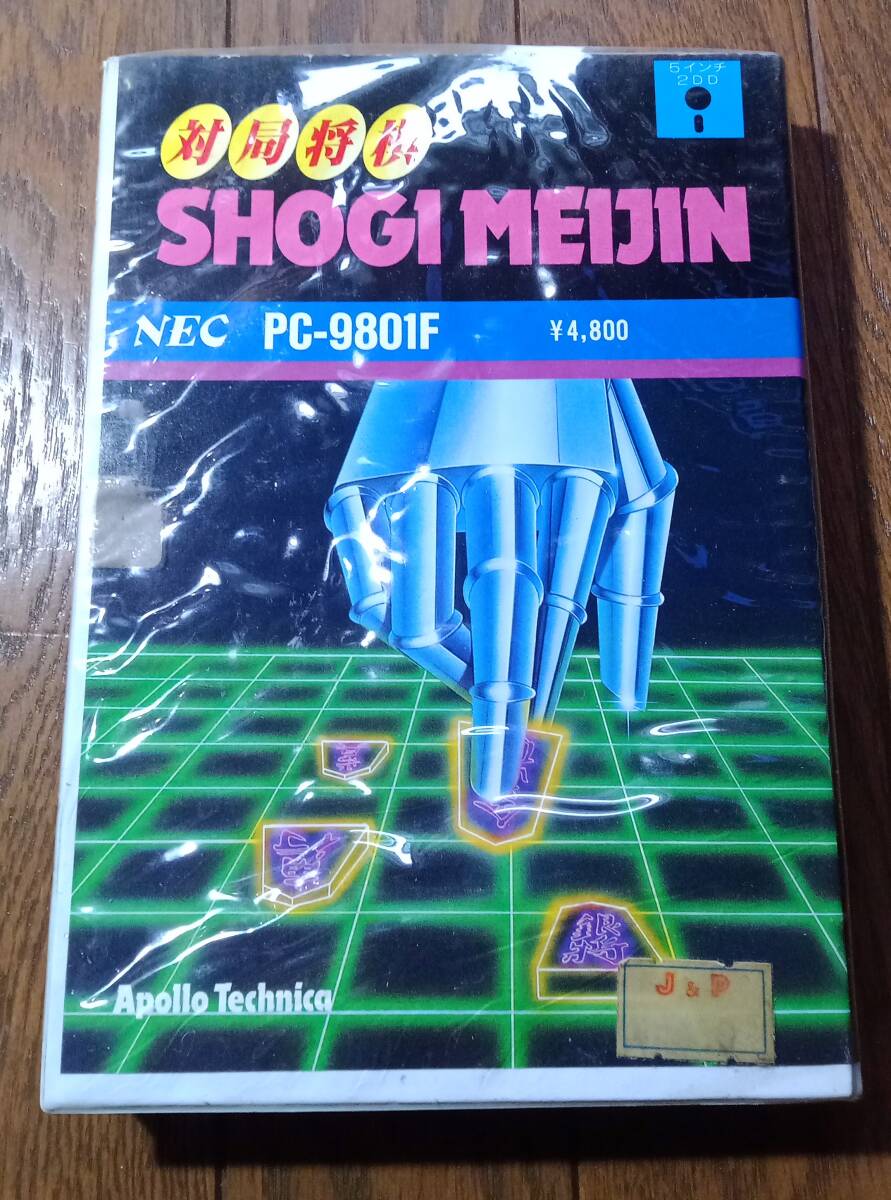 5インチ
2DD
対局将棋
SHOGI MEIJIN
NEC PC-9801F ¥4,800
銀将
Apollo Technica
J & P